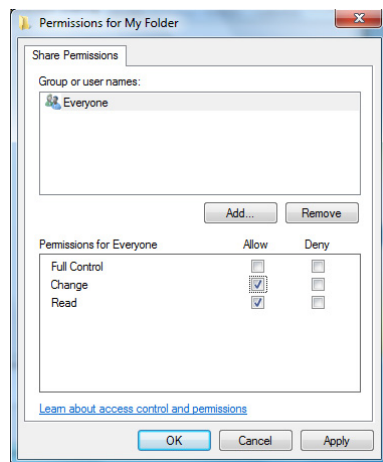 Permissions for My Folder
Share Permissions
Group or user names:
Everyone
Add... Remove
Permissions for Everyone Allow Deny
Full Control
Change
Read
Learn about access control and permissions
OK Cancel Apply